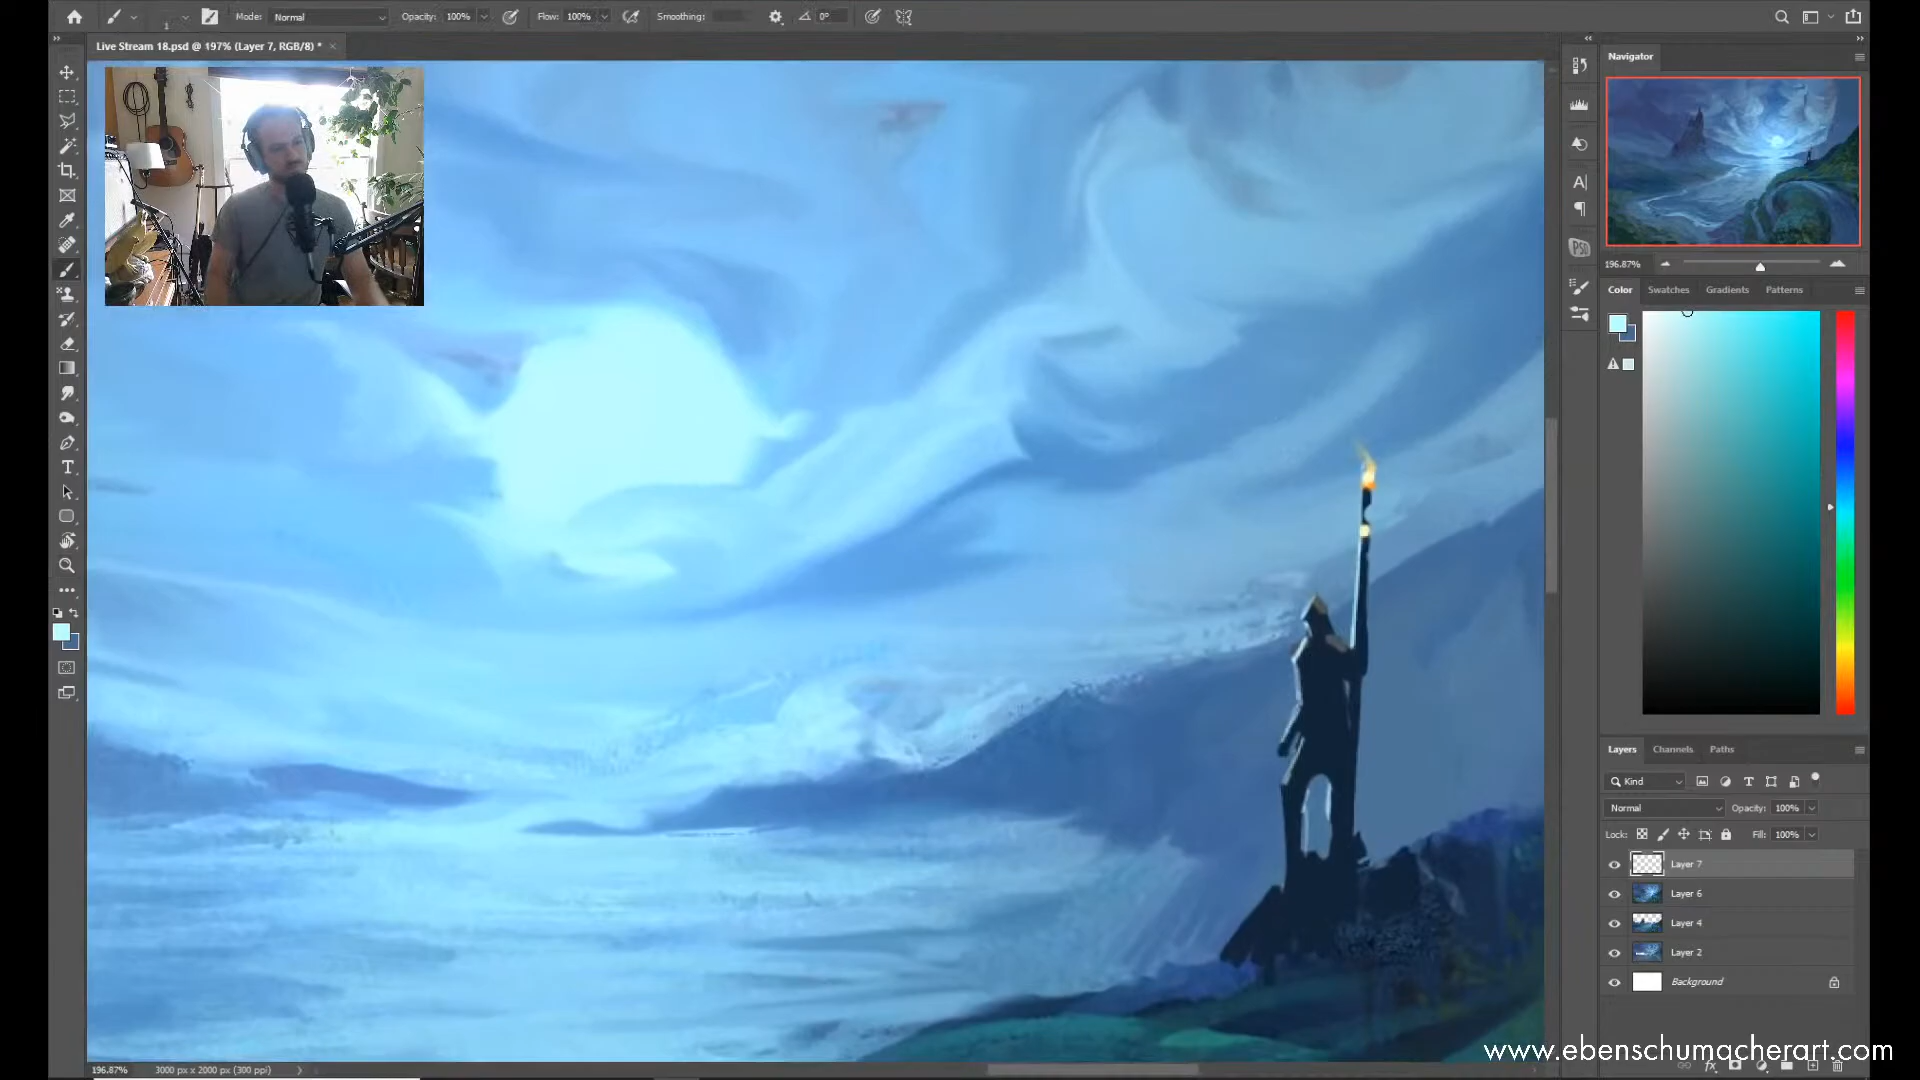 1
Mode: Normal
Opacity: 100%
Flow: 100%
Smoothing:
0°
Live Stream 18.psd @ 197% (Layer 7, RGB/8) *
Navigator
196.87%
Color Swatches Gradients Patterns
Layers Channels Paths
Kind
Normal Opacity: 100%
Lock: Fill: 100%
Layer 7
Layer 6
Layer 4
Layer 2
Background
www.ebenschumacherart.com
196.87% 3000 px x 2000 px (300 ppi)